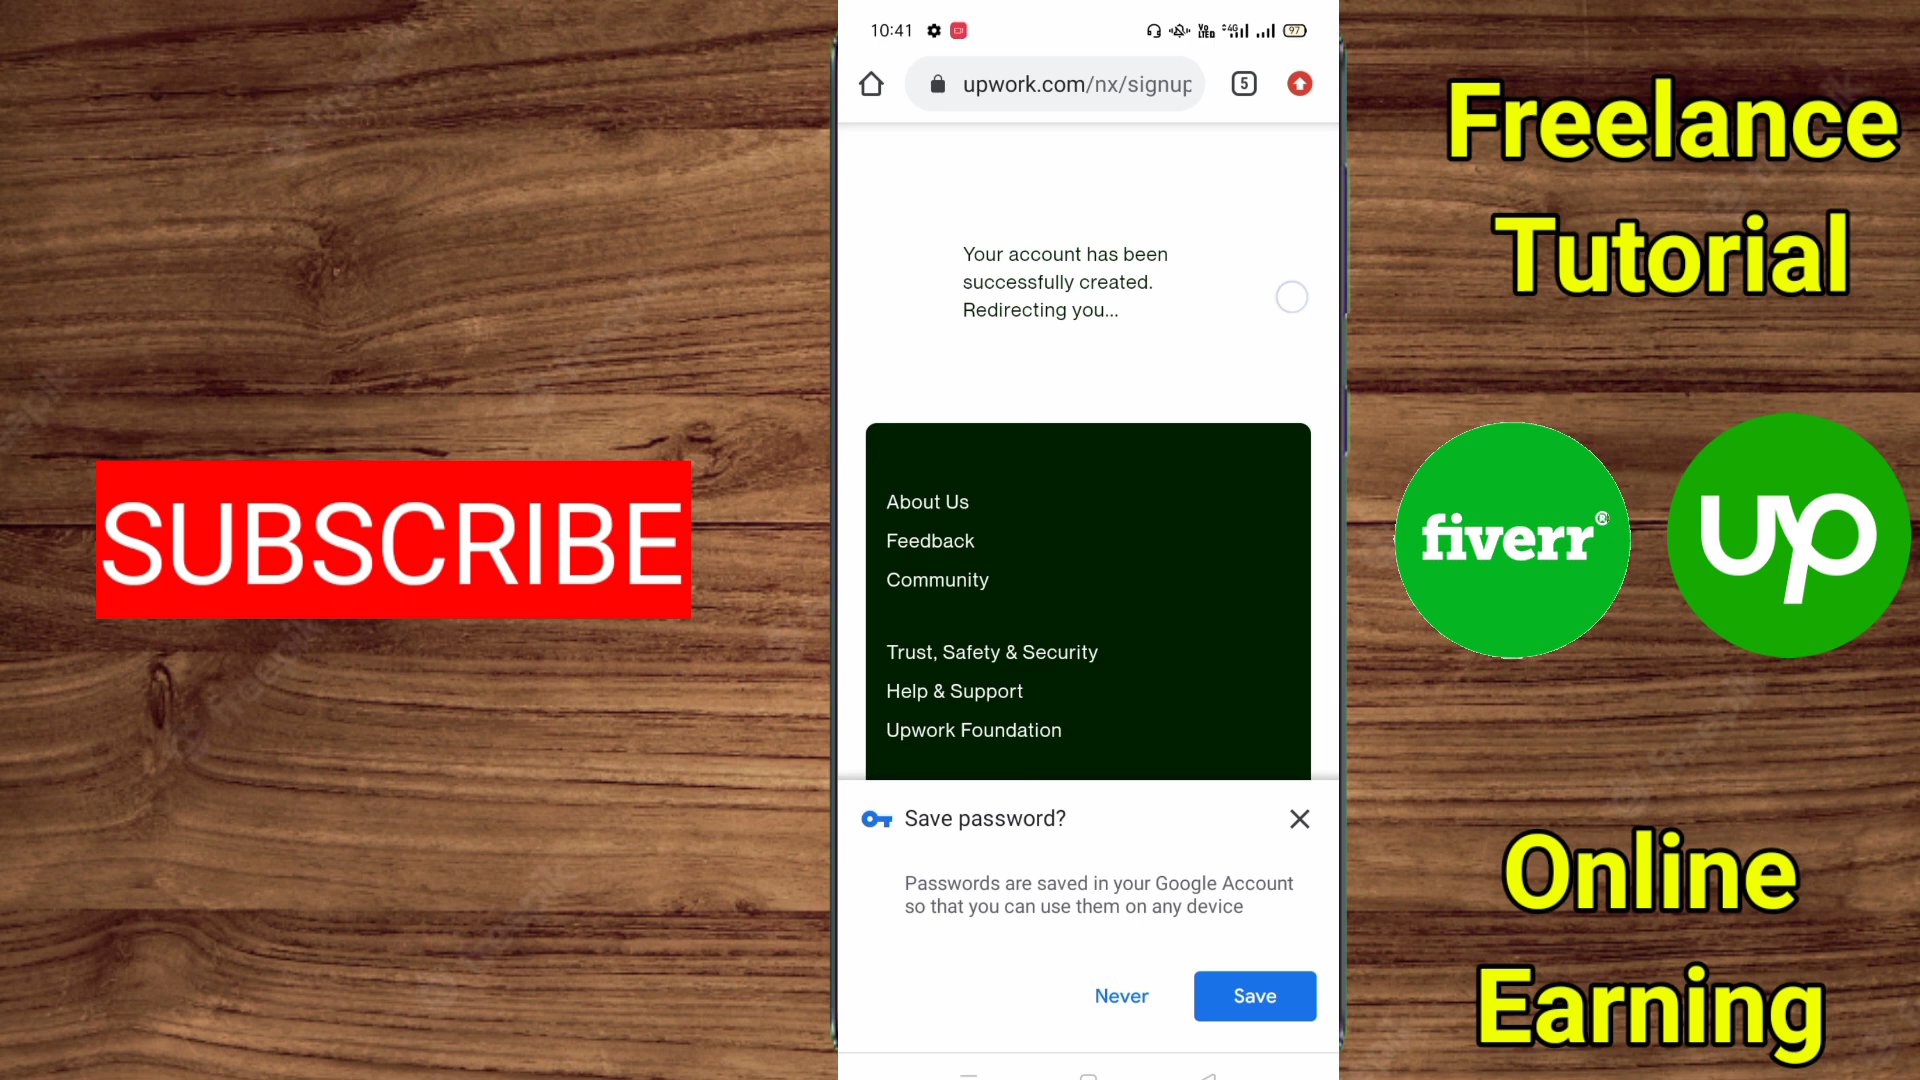 10:41
97
upwork.com/nx/signup
5
Your account has been
successfully created.
Redirecting you...
About Us
Feedback
Community
Trust, Safety & Security
Help & Support
Upwork Foundation
Save password?
Passwords are saved in your Google Account
so that you can use them on any device
Never
Save
SUBSCRIBE
Freelance
Tutorial
fiverr®
up
Online
Earning